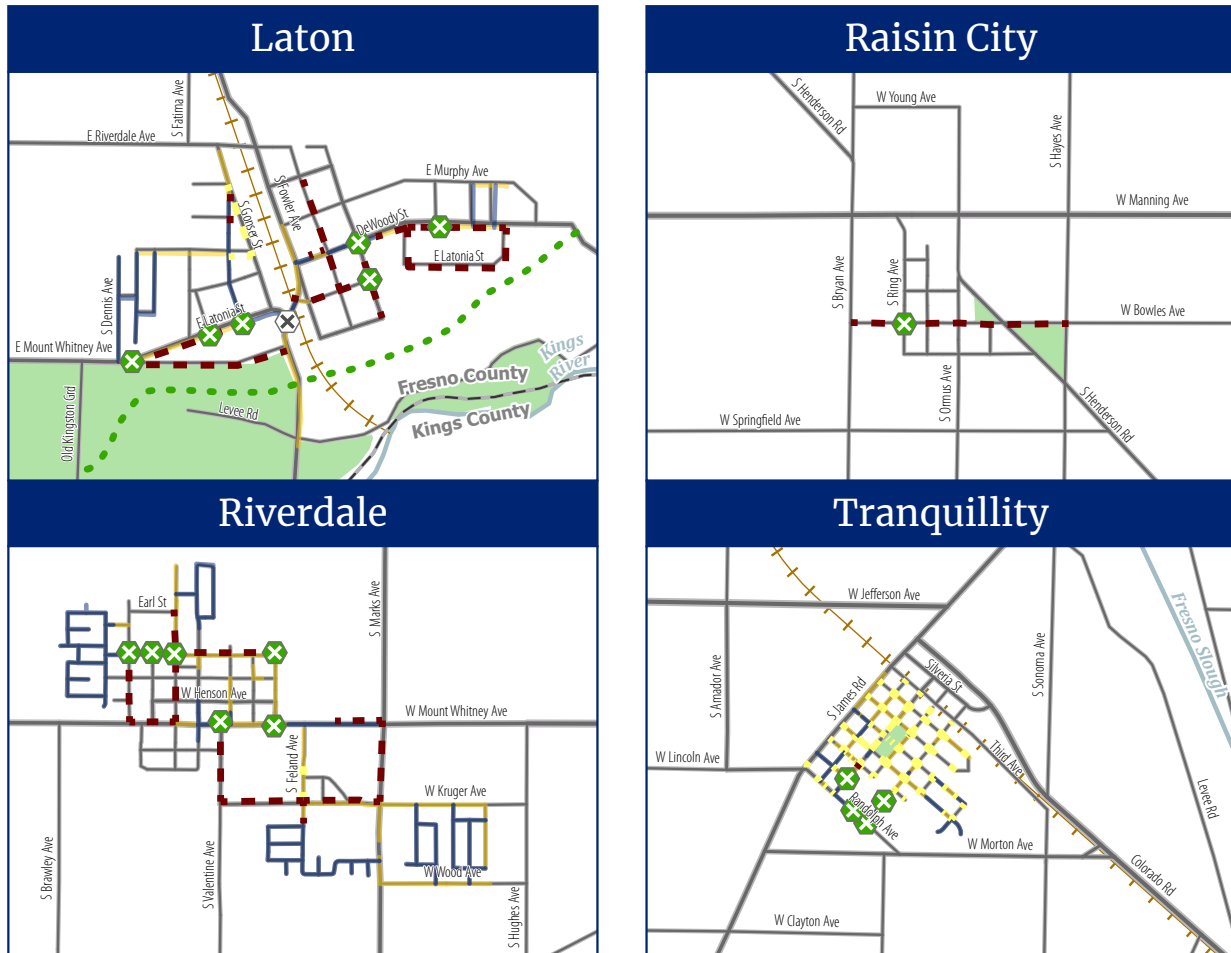 Laton
S Fatima Ave
E Riverdale Ave
S Fowler Ave
E Murphy Ave
S Gonser St
DeWoody St
E Latonia St
S Dennis Ave
E Latonia St
E Mount Whitney Ave
Kings
River
Fresno County
Kings County
Levee Rd
Old Kingston Grd
Raisin City
S Henderson Rd
W Young Ave
S Hayes Ave
W Manning Ave
S Bryan Ave
S Ring Ave
W Bowles Ave
S Ormus Ave
W Springfield Ave
S Henderson Rd
Riverdale
Earl St
S Marks Ave
W Henson Ave
W Mount Whitney Ave
S Feland Ave
W Kruger Ave
S Brawley Ave
S Valentine Ave
W Wood Ave
S Hughes Ave
Tranquillity
W Jefferson Ave
Fresno Slough
S Amador Ave
S James Rd
Silveria St
S Sonoma Ave
W Lincoln Ave
Third Ave
Randolph Ave
Levee Rd
W Morton Ave
Colorado Rd
W Clayton Ave